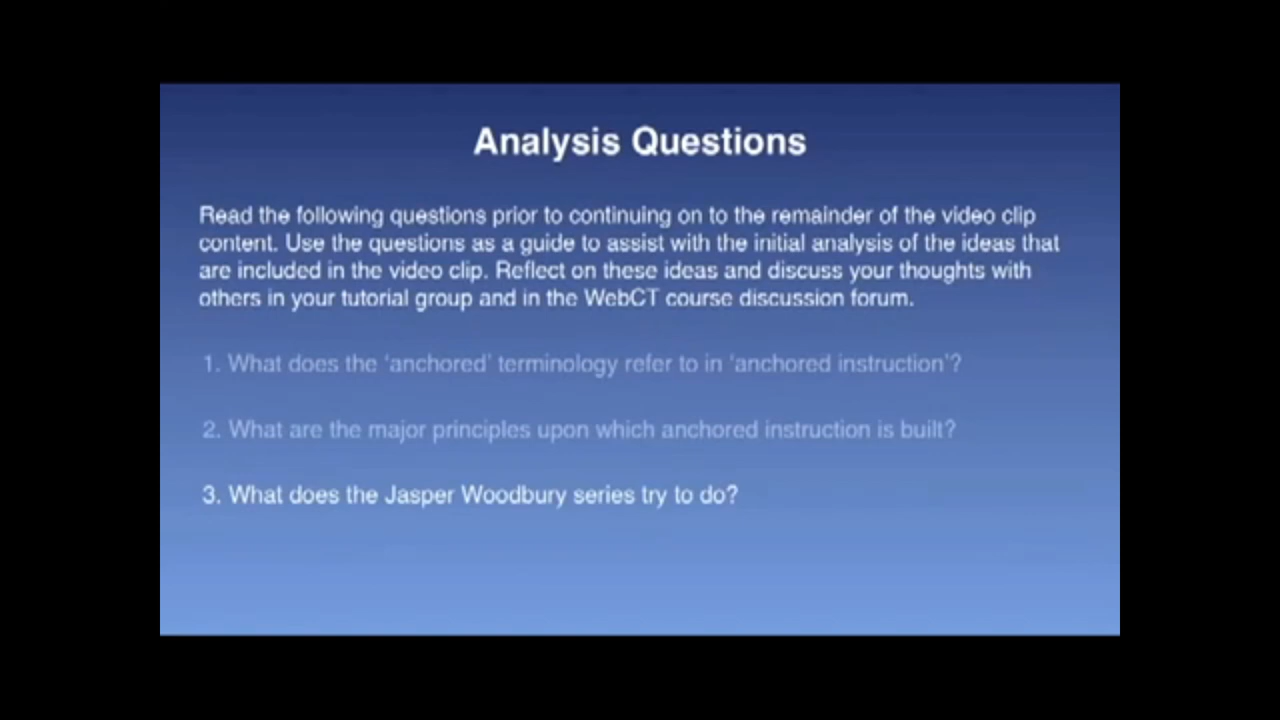 Analysis Questions
Read the following questions prior to continuing on to the remainder of the video clip
content. Use the questions as a guide to assist with the initial analysis of the ideas that
are included in the video clip. Reflect on these ideas and discuss your thoughts with
others in your tutorial group and in the WebCT course discussion forum.
1. What does the ‘anchored’ terminology refer to in ‘anchored instruction’?
2. What are the major principles upon which anchored instruction is built?
3. What does the Jasper Woodbury series try to do?